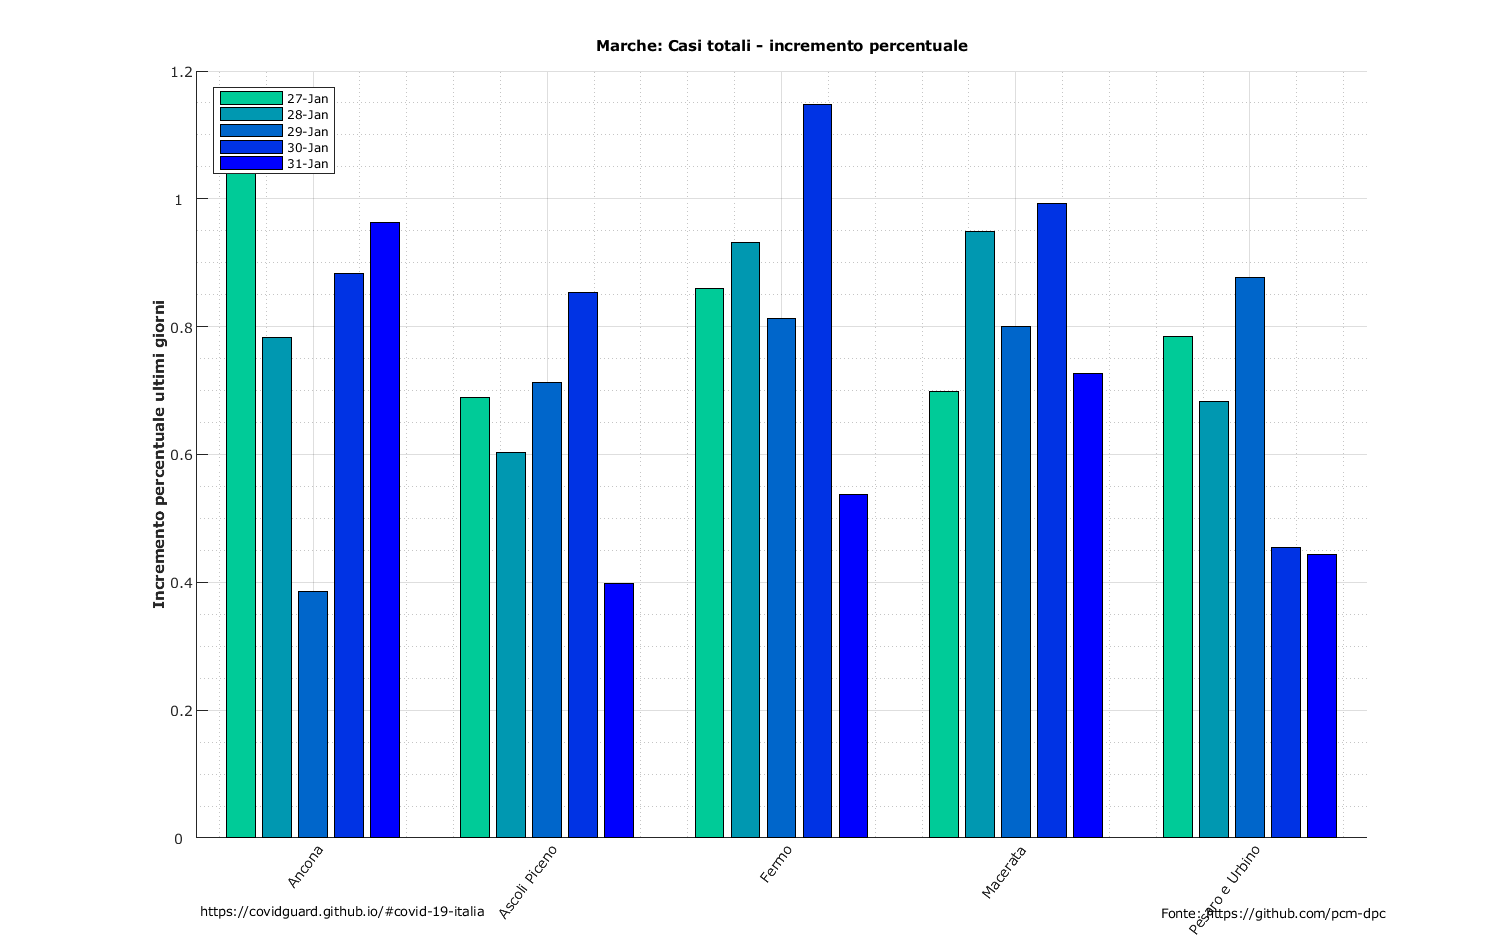 Marche: Casi totali - incremento percentuale
27-Jan
28-Jan
29-Jan
30-Jan
31-Jan
Incremento percentuale ultimi giorni
1.2
1
0.8
0.6
0.4
0.2
0
Ancona
Ascoli Piceno
Fermo
Macerata
Pesaro e Urbino
https://covidguard.github.io/#covid-19-italia
Fonte: https://github.com/pcm-dpc